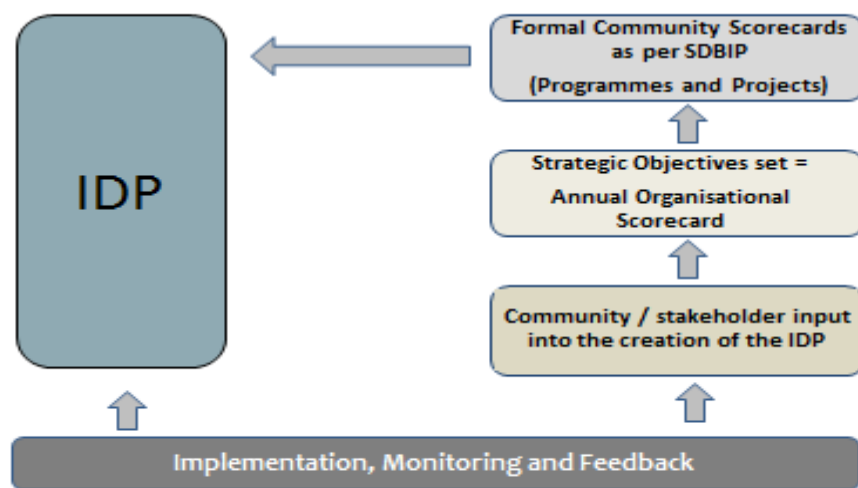 IDP
Formal Community Scorecards
as per SDBIP
(Programmes and Projects)
Strategic Objectives set =
Annual Organisational
Scorecard
Community / stakeholder input
into the creation of the IDP
Implementation, Monitoring and Feedback